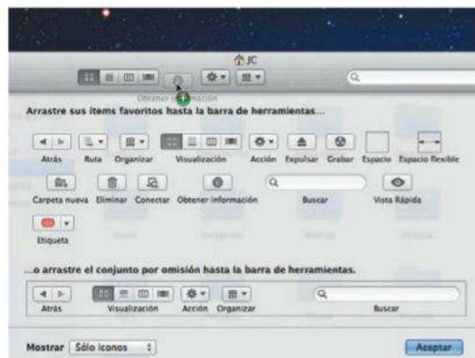 JC
Obtener información
Arrastre sus ítems favoritos hasta la barra de herramientas...
Atrás Ruta Organizar Visualización Acción Expulsar Grabar Espacio Espacio flexible
Carpeta nueva Eliminar Conectar Obtener información Buscar Vista Rápida
Etiqueta
...o arrastre el conjunto por omisión hasta la barra de herramientas.
Atrás Visualización Acción Organizar Buscar
Mostrar Sólo iconos Aceptar